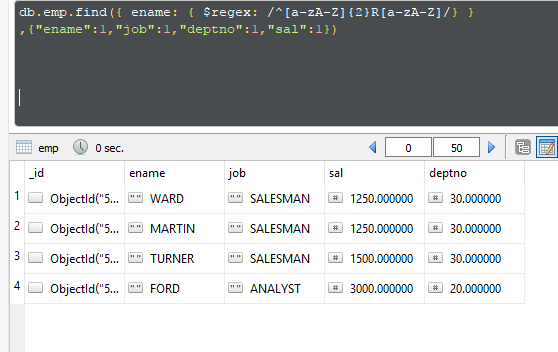 db.emp.find({ ename: { $regex: /^[a-zA-Z]{2}R[a-zA-Z]/} }
,{"ename":1,"job":1,"deptno":1,"sal":1})
emp 0 sec. 0 50
_id ename job sal deptno
1 ObjectId("5... "" WARD "" SALESMAN # 1250.000000 # 30.000000
2 ObjectId("5... "" MARTIN "" SALESMAN # 1250.000000 # 30.000000
3 ObjectId("5... "" TURNER "" SALESMAN # 1500.000000 # 30.000000
4 ObjectId("5... "" FORD "" ANALYST # 3000.000000 # 20.000000